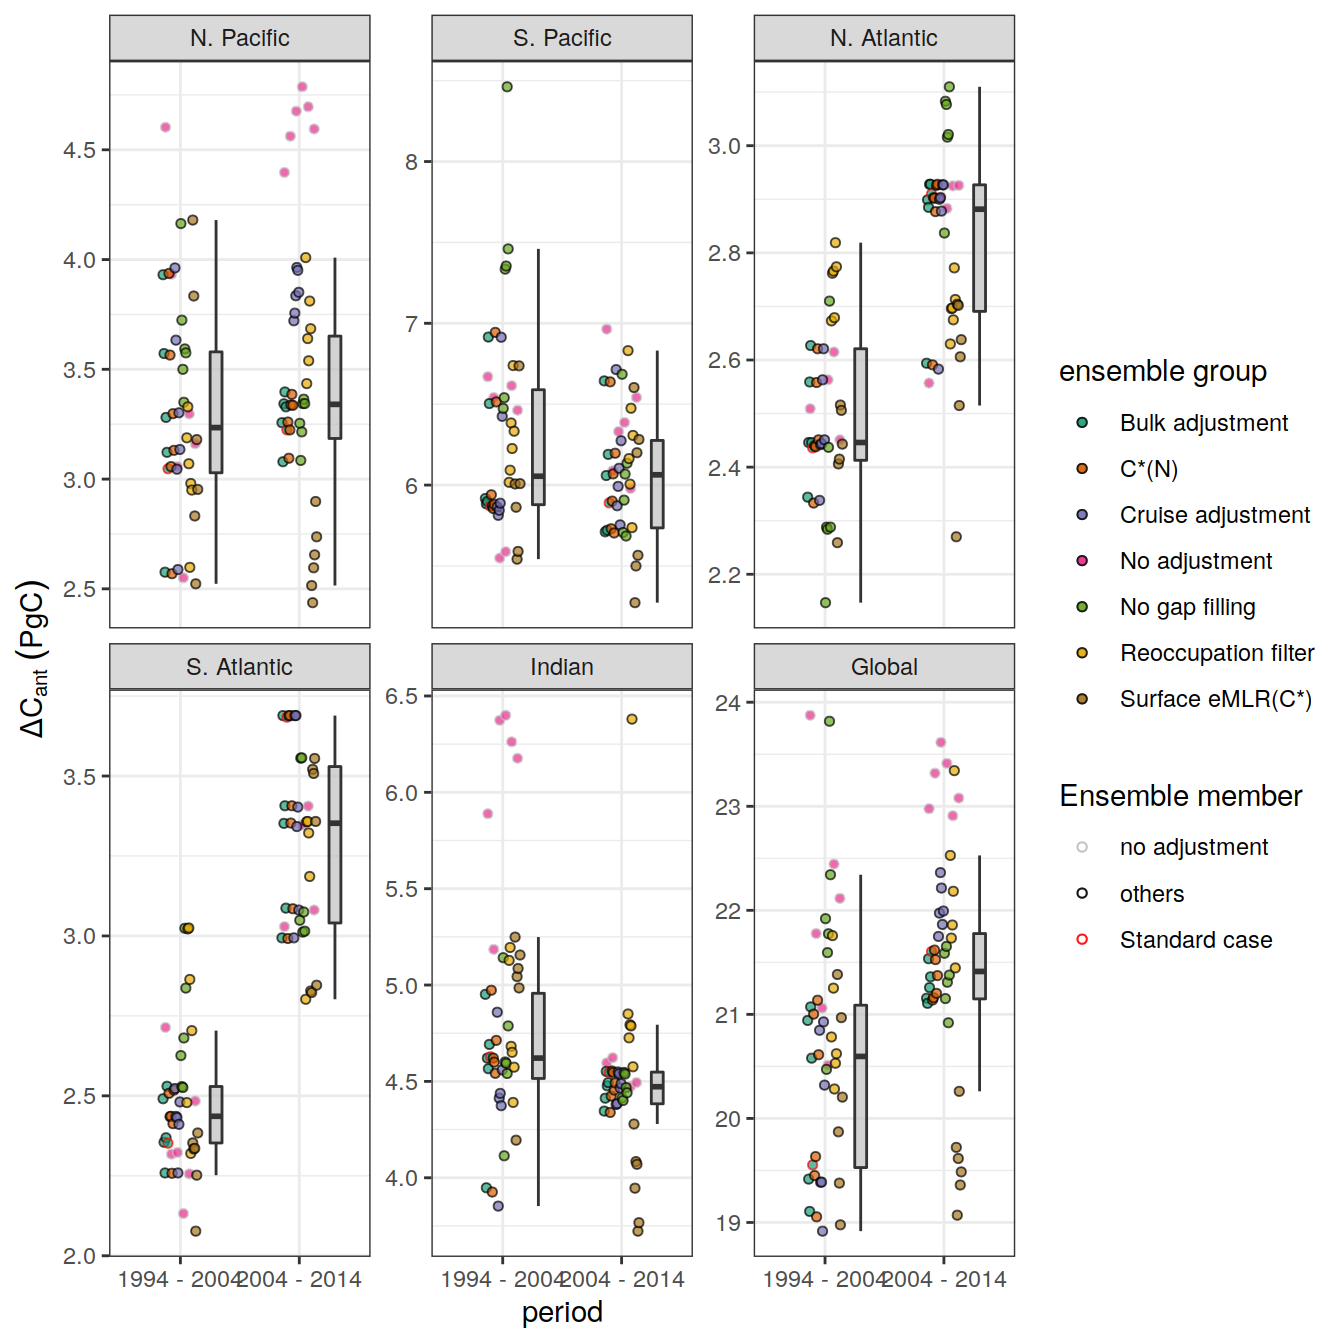 N. Pacific
S. Pacific
N. Atlantic
4.5
4.0
3.5
3.0
2.5
8
7
6
3.0
2.8
2.6
2.4
2.2
S. Atlantic
Indian
Global
3.5
3.0
2.5
2.0
6.5
6.0
5.5
5.0
4.5
4.0
24
23
22
21
20
19
1994 - 2004
2004 - 2014
1994 - 2004
2004 - 2014
1994 - 2004
2004 - 2014
period
ΔCant (PgC)
ensemble group
Bulk adjustment
C*(N)
Cruise adjustment
No adjustment
No gap filling
Reoccupation filter
Surface eMLR(C*)
Ensemble member
no adjustment
others
Standard case